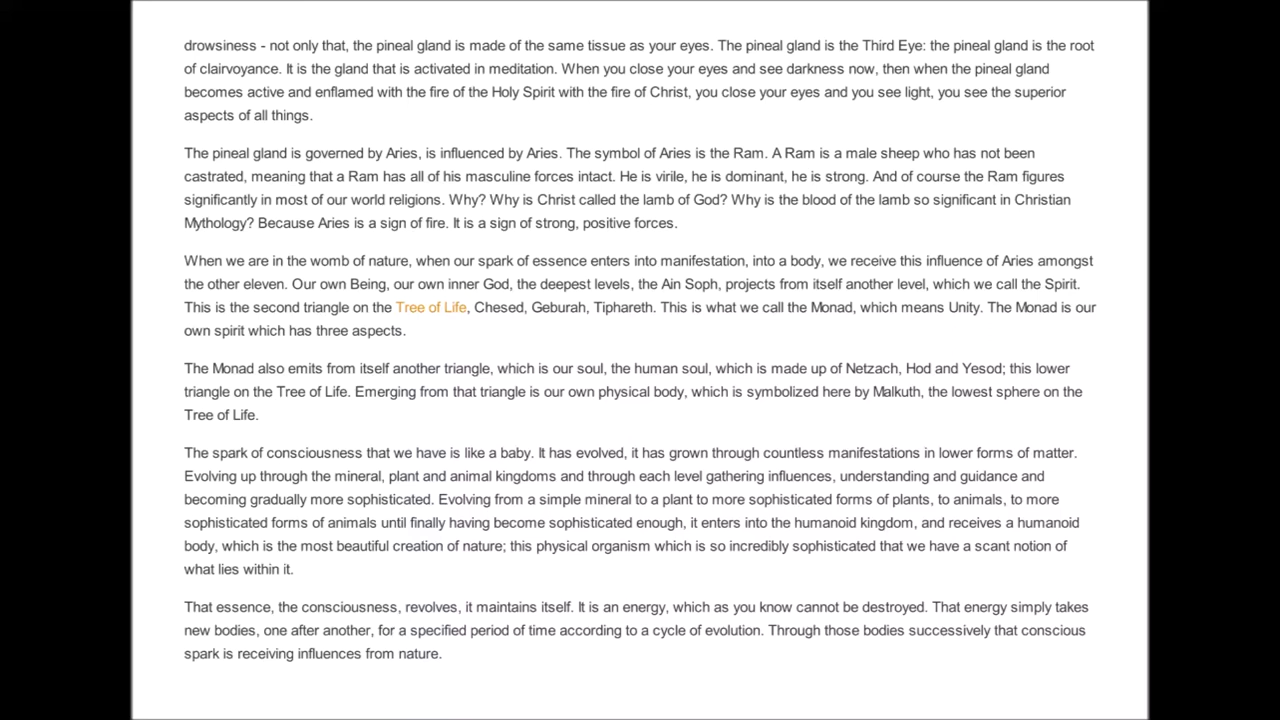 drowsiness - not only that, the pineal gland is made of the same tissue as your eyes. The pineal gland is the Third Eye: the pineal gland is the root
of clairvoyance. It is the gland that is activated in meditation. When you close your eyes and see darkness now, then when the pineal gland
becomes active and enflamed with the fire of the Holy Spirit with the fire of Christ, you close your eyes and you see light, you see the superior
aspects of all things.
The pineal gland is governed by Aries, is influenced by Aries. The symbol of Aries is the Ram. A Ram is a male sheep who has not been
castrated, meaning that a Ram has all of his masculine forces intact. He is virile, he is dominant, he is strong. And of course the Ram figures
significantly in most of our world religions. Why? Why is Christ called the lamb of God? Why is the blood of the lamb so significant in Christian
Mythology? Because Aries is a sign of fire. It is a sign of strong, positive forces.
When we are in the womb of nature, when our spark of essence enters into manifestation, into a body, we receive this influence of Aries amongst
the other eleven. Our own Being, our own inner God, the deepest levels, the Ain Soph, projects from itself another level, which we call the Spirit.
This is the second triangle on the Tree of Life, Chesed, Geburah, Tiphareth. This is what we call the Monad, which means Unity. The Monad is our
own spirit which has three aspects.
The Monad also emits from itself another triangle, which is our soul, the human soul, which is made up of Netzach, Hod and Yesod; this lower
triangle on the Tree of Life. Emerging from that triangle is our own physical body, which is symbolized here by Malkuth, the lowest sphere on the
Tree of Life.
The spark of consciousness that we have is like a baby. It has evolved, it has grown through countless manifestations in lower forms of matter.
Evolving up through the mineral, plant and animal kingdoms and through each level gathering influences, understanding and guidance and
becoming gradually more sophisticated. Evolving from a simple mineral to a plant to more sophisticated forms of plants, to animals, to more
sophisticated forms of animals until finally having become sophisticated enough, it enters into the humanoid kingdom, and receives a humanoid
body, which is the most beautiful creation of nature; this physical organism which is so incredibly sophisticated that we have a scant notion of
what lies within it.
That essence, the consciousness, revolves, it maintains itself. It is an energy, which as you know cannot be destroyed. That energy simply takes
new bodies, one after another, for a specified period of time according to a cycle of evolution. Through those bodies successively that conscious
spark is receiving influences from nature.